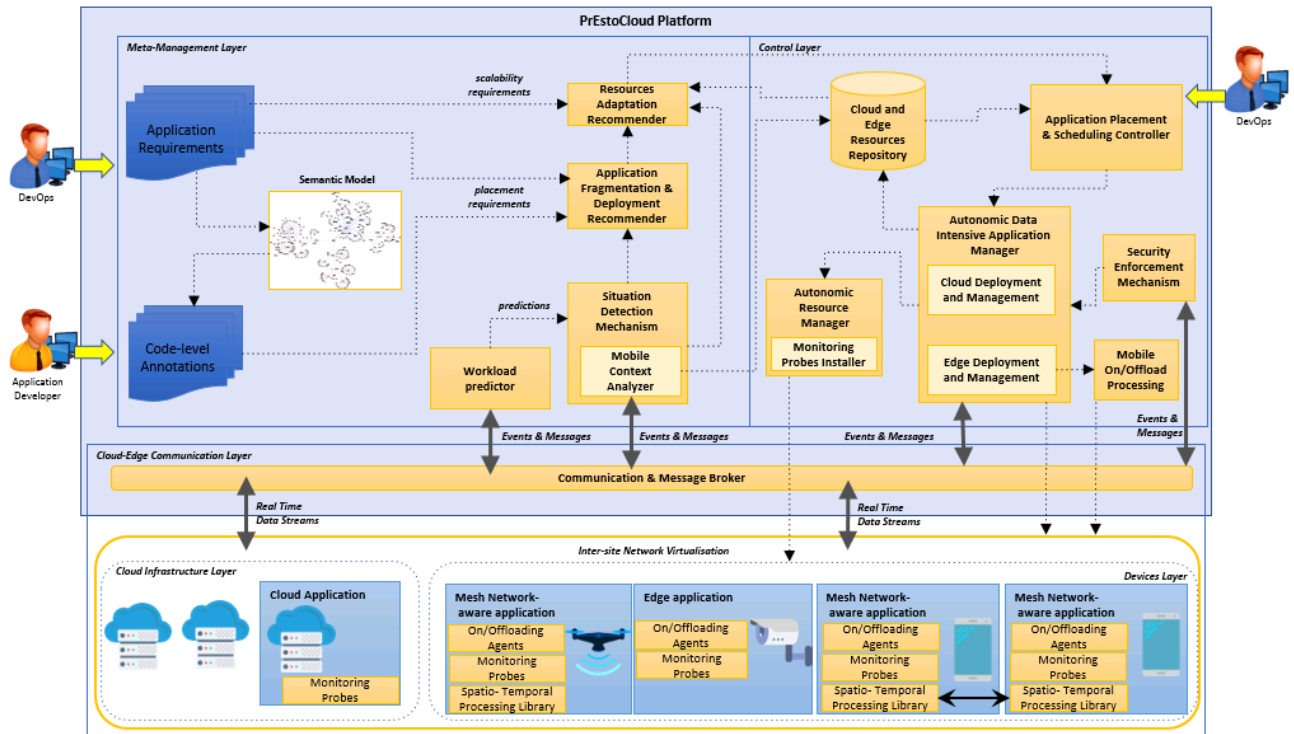 PrEstoCloud Platform
Meta-Management Layer
Control Layer
scalability
requirements
Resources
Adaptation
Recommender
Cloud and
Edge
Resources
Repository
Application Placement
& Scheduling Controller
DevOps
Application
Requirements
DevOps
Semantic Model
placement
requirements
Application
Fragmentation &
Deployment
Recommender
Autonomic Data
Intensive Application
Manager
Cloud Deployment
and Management
Security
Enforcement
Mechanism
predictions
Situation
Detection
Mechanism
Autonomic
Resource
Manager
Monitoring
Probes Installer
Code-level
Annotations
Application
Developer
Workload
predictor
Mobile
Context
Analyzer
Edge Deployment
and Management
Mobile
On/Offload
Processing
Events & Messages
Events & Messages
Events & Messages
Events &
Messages
Cloud-Edge Communication Layer
Communication & Message Broker
Real Time
Data Streams
Real Time
Data Streams
Inter-site Network Virtualisation
Cloud Infrastructure Layer
Devices Layer
Cloud Application
Monitoring
Probes
Mesh Network-
aware application
On/Offloading
Agents
Monitoring
Probes
Spatio- Temporal
Processing Library
Edge application
On/Offloading
Agents
Monitoring
Probes
Mesh Network-
aware application
On/Offloading
Agents
Monitoring
Probes
Spatio- Temporal
Processing Library
Mesh Network-
aware application
On/Offloading
Agents
Monitoring
Probes
Spatio- Temporal
Processing Library